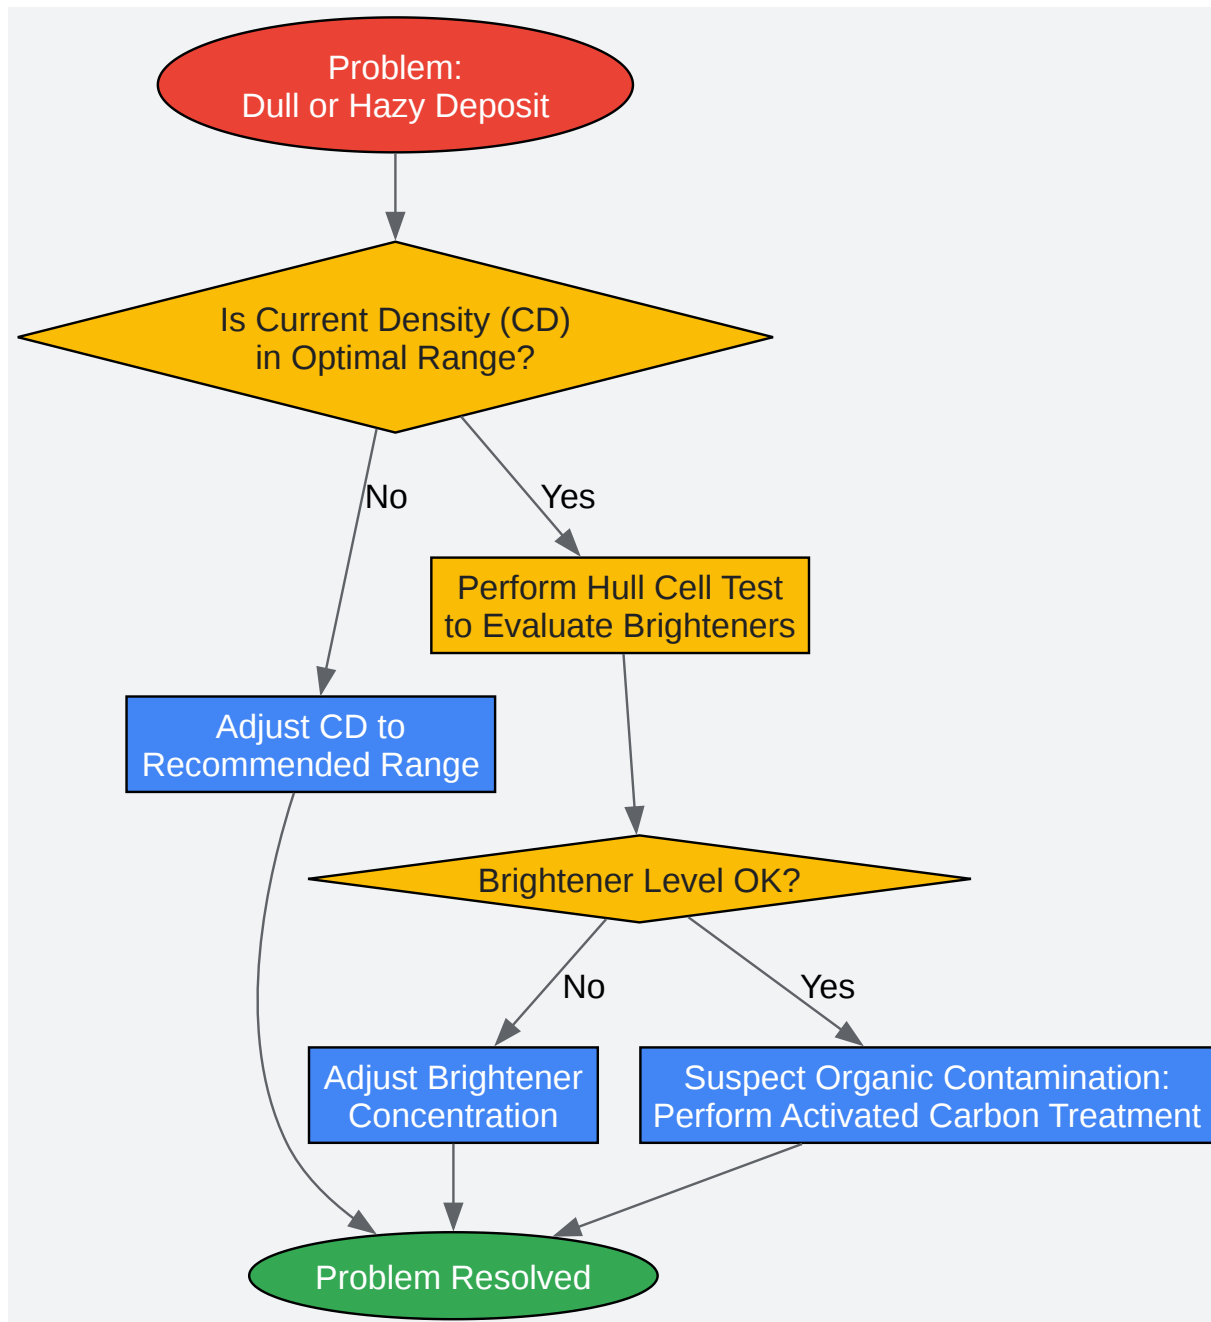 Problem:
Dull or Hazy Deposit
Is Current Density (CD)
in Optimal Range?
No
Yes
Perform Hull Cell Test
to Evaluate Brighteners
Adjust CD to
Recommended Range
Brightener Level OK?
No
Yes
Adjust Brightener
Concentration
Suspect Organic Contamination:
Perform Activated Carbon Treatment
Problem Resolved